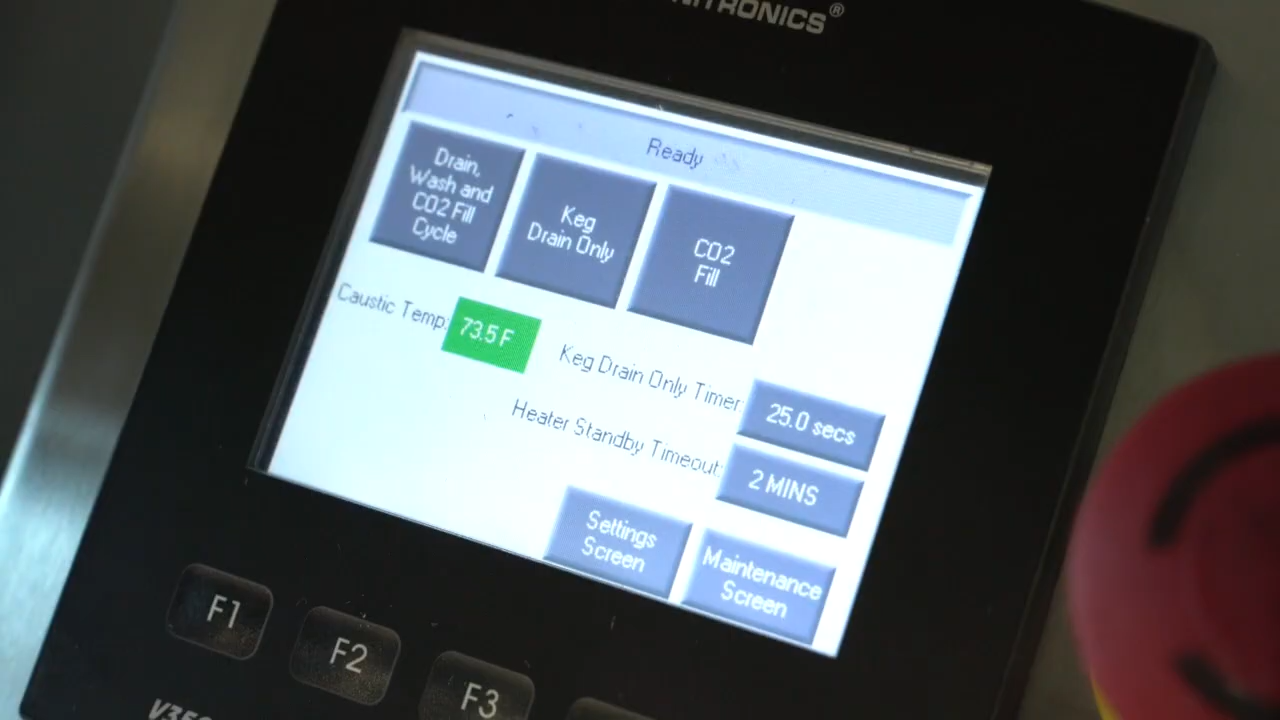 NITRONICS®
Ready
Drain,
Wash and
CO2 Fill
Cycle
Keg
Drain Only
CO2
Fill
Caustic Temp: 73.5 F
Keg Drain Only Timer: 25.0 secs
Heater Standby Timeout: 2 MINS
Settings
Screen
Maintenance
Screen
F1
F2
F3
V350